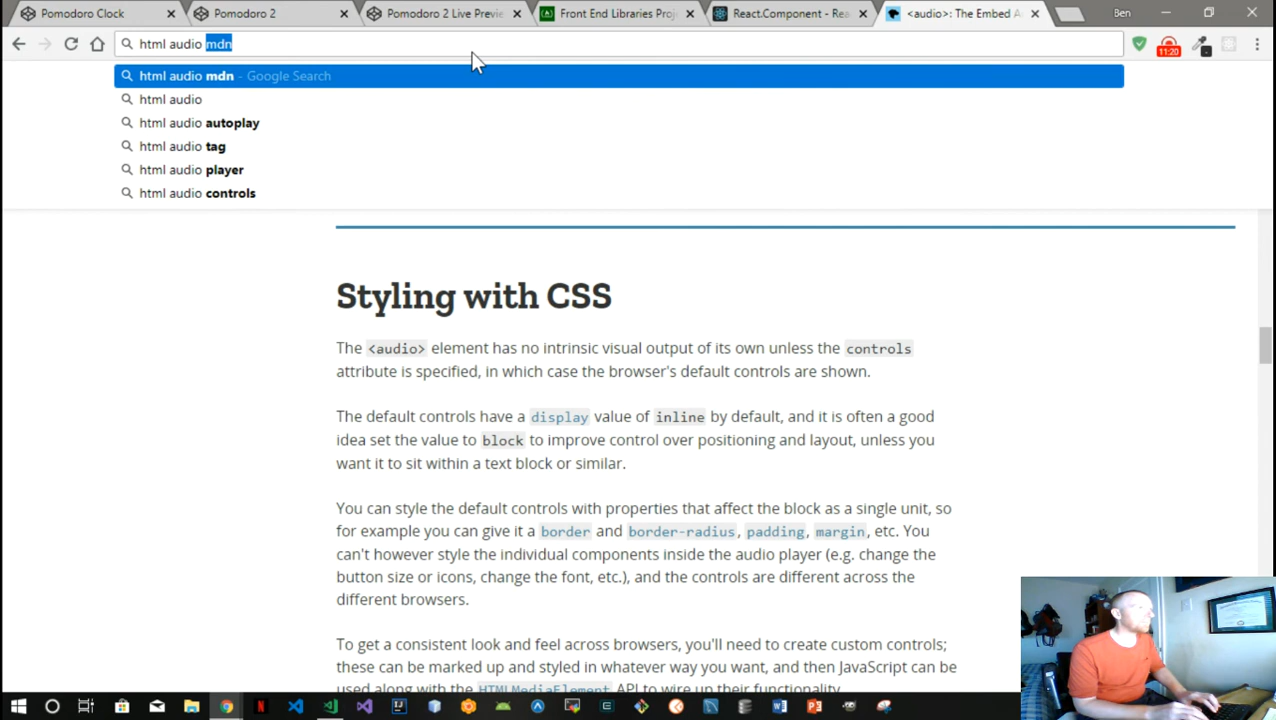 Pomodoro Clock
Pomodoro 2
Pomodoro 2 Live Previe
Front End Libraries Proj
React.Component - Rea
<audio>: The Embed Au
Ben
html audio mdn
11:20
html audio mdn - Google Search
html audio
html audio autoplay
html audio tag
html audio player
html audio controls
Styling with CSS
The <audio> element has no intrinsic visual output of its own unless the controls
attribute is specified, in which case the browser's default controls are shown.
The default controls have a display value of inline by default, and it is often a good
idea set the value to block to improve control over positioning and layout, unless you
want it to sit within a text block or similar.
You can style the default controls with properties that affect the block as a single unit, so
for example you can give it a border and border-radius, padding, margin, etc. You
can't however style the individual components inside the audio player (e.g. change the
button size or icons, change the font, etc.), and the controls are different across the
different browsers.
To get a consistent look and feel across browsers, you'll need to create custom controls;
these can be marked up and styled in whatever way you want, and then JavaScript can be
used along with the HTMLMediaElement API to wire up their functionality.